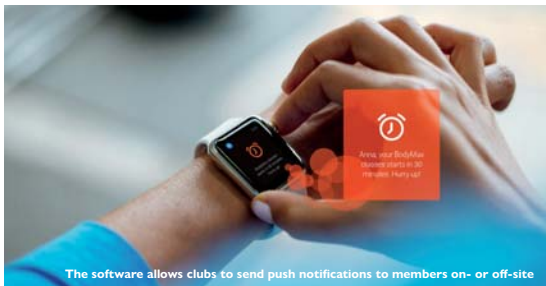 Anna, your BodyMax
classes starts in 30
minutes. Hurry up!
The software allows clubs to send push notifications to members on- or off-site